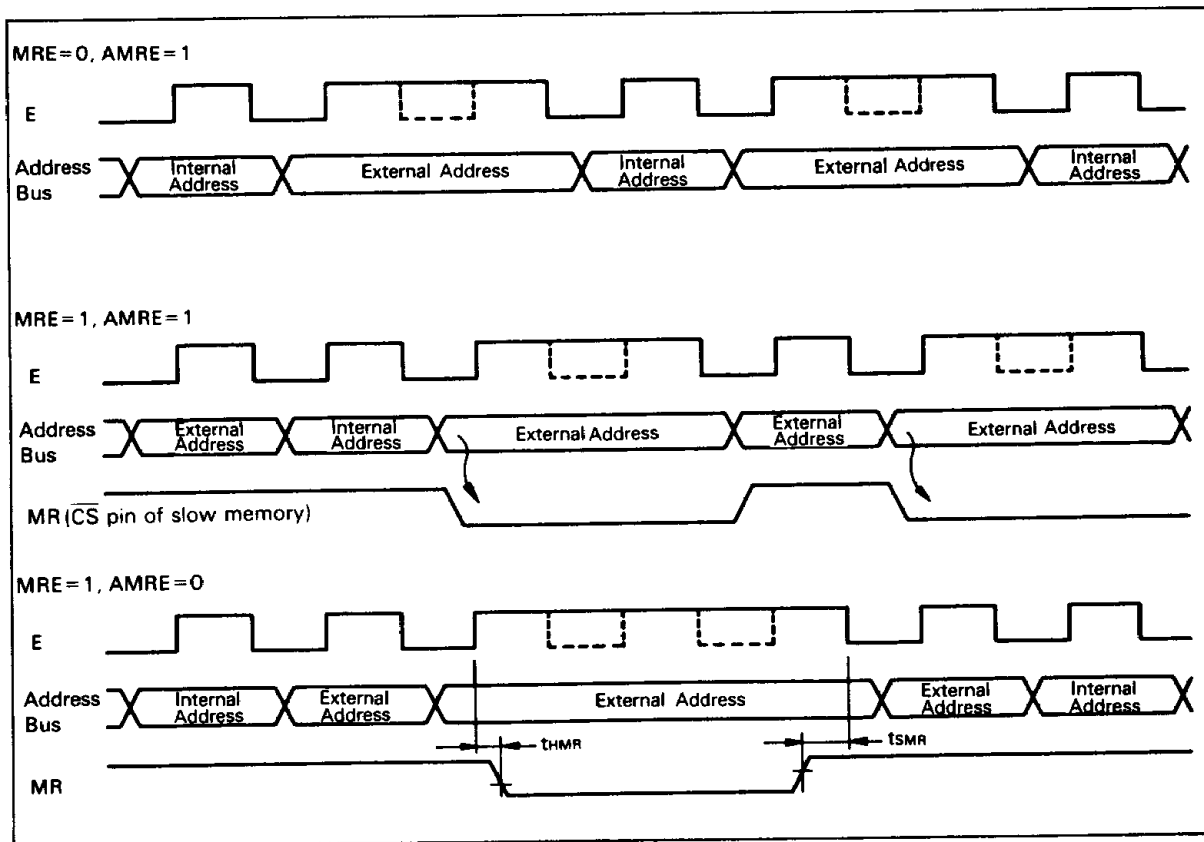 MRE=0, AMRE=1
E
Address Bus
Internal Address
External Address
Internal Address
External Address
Internal Address
MRE=1, AMRE=1
E
Address Bus
External Address
Internal Address
External Address
External Address
External Address
MR (C̅S̅ pin of slow memory)
MRE=1, AMRE=0
E
Address Bus
Internal Address
External Address
External Address
External Address
Internal Address
tHMR
tSMR
MR